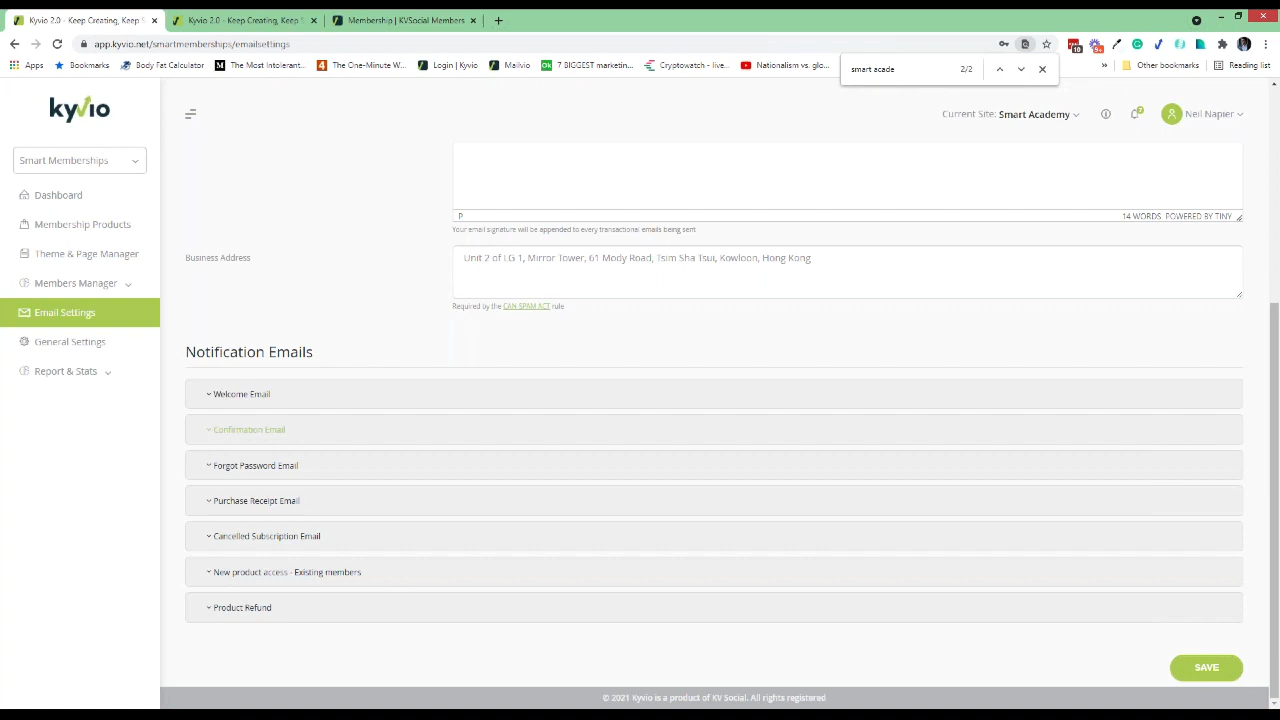 Kyvio 2.0 - Keep Creating, Keep S
Kyvio 2.0 - Keep Creating, Keep S
Membership | KVSocial Members
app.kyvio.net/smartmemberships/emailsettings
Apps
Bookmarks
Body Fat Calculator
The Most Intolerant...
The One-Minute W...
Login | Kyvio
Mailvio
7 BIGGEST marketin...
Cryptowatch - live...
Nationalism vs. glo...
Other bookmarks
Reading list
smart acade
2/2
kyvio
Current Site: Smart Academy
Neil Napier
Smart Memberships
Dashboard
Membership Products
Theme & Page Manager
Members Manager
Email Settings
General Settings
Report & Stats
P
14 WORDS POWERED BY TINY
Your email signature will be appended to every transactional emails being sent
Business Address
Unit 2 of LG 1, Mirror Tower, 61 Mody Road, Tsim Sha Tsui, Kowloon, Hong Kong
Required by the CAN SPAM ACT rule
Notification Emails
Welcome Email
Confirmation Email
Forgot Password Email
Purchase Receipt Email
Cancelled Subscription Email
New product access - Existing members
Product Refund
SAVE
© 2021 Kyvio is a product of KV Social. All rights registered